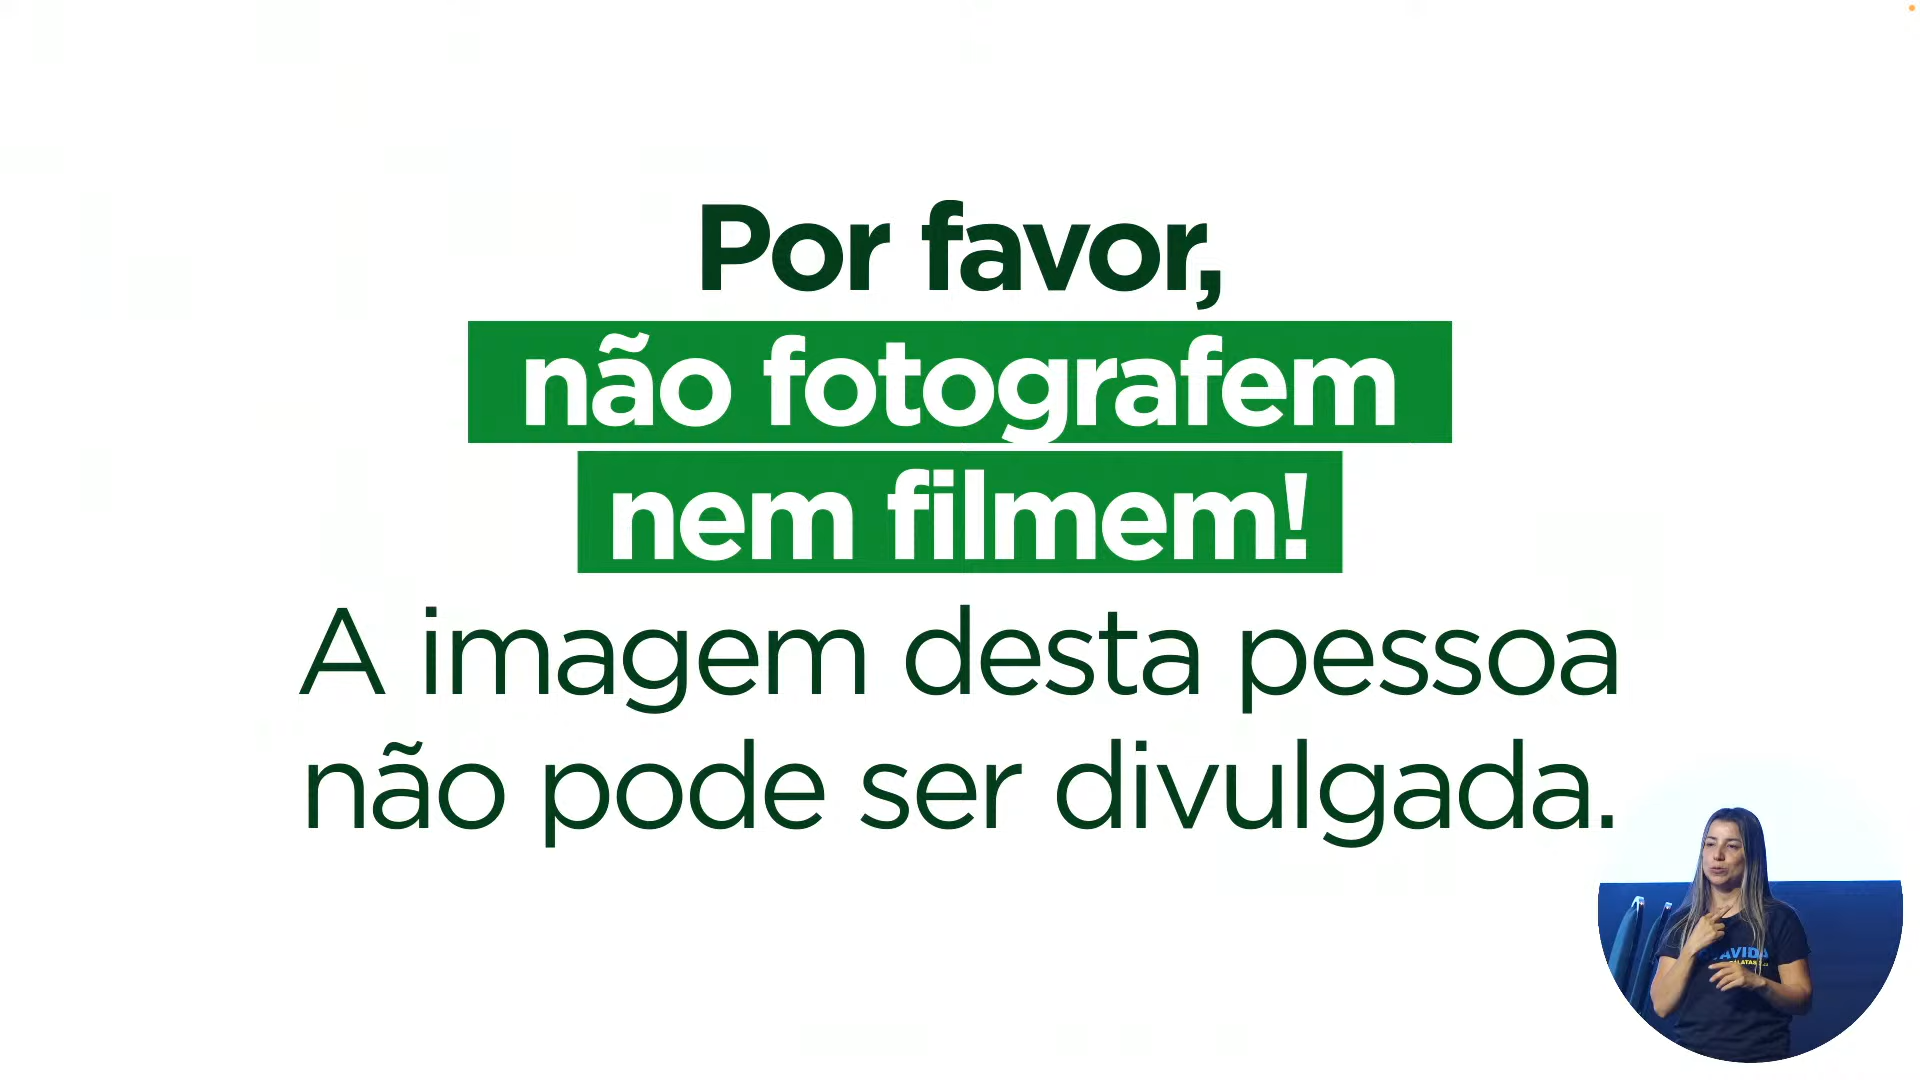 Por favor,
não fotografem
nem filmem!
A imagem desta pessoa
não pode ser divulgada.